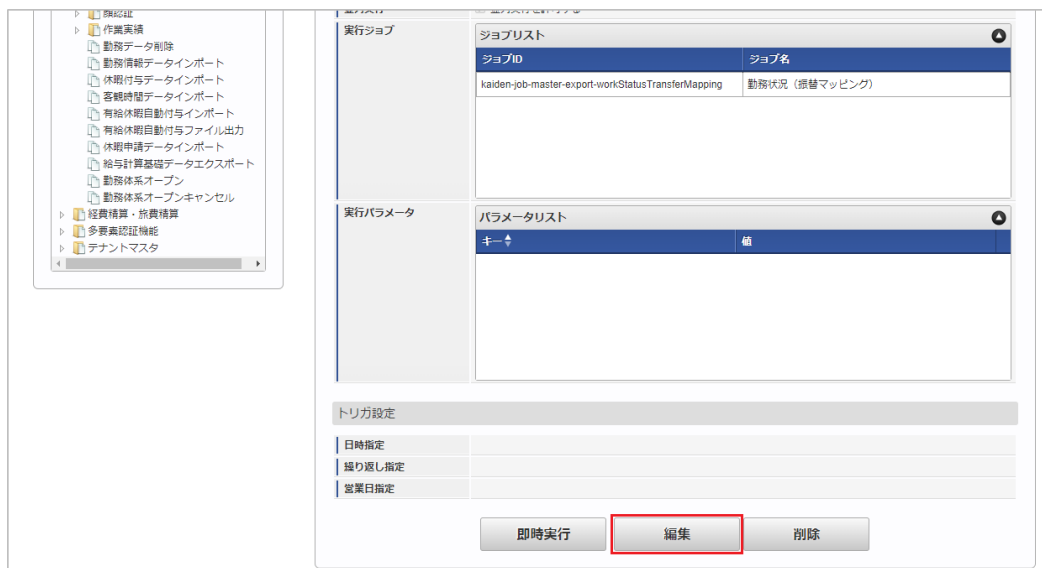 顔認証
作業実績
勤務データ削除
勤務情報データインポート
休暇付与データインポート
客観時間データインポート
有給休暇自動付与インポート
有給休暇自動付与ファイル出力
休暇申請データインポート
給与計算基礎データエクスポート
勤務体系オープン
勤務体系オープンキャンセル
経費精算・旅費精算
多要素認証機能
テナントマスタ
実行ジョブ
ジョブリスト
ジョブID ジョブ名
kaiden-job-master-export-workStatusTransferMapping 勤務状況（振替マッピング）
実行パラメータ
パラメータリスト
キー 値
トリガ設定
日時指定
繰り返し指定
営業日指定
即時実行 編集 削除